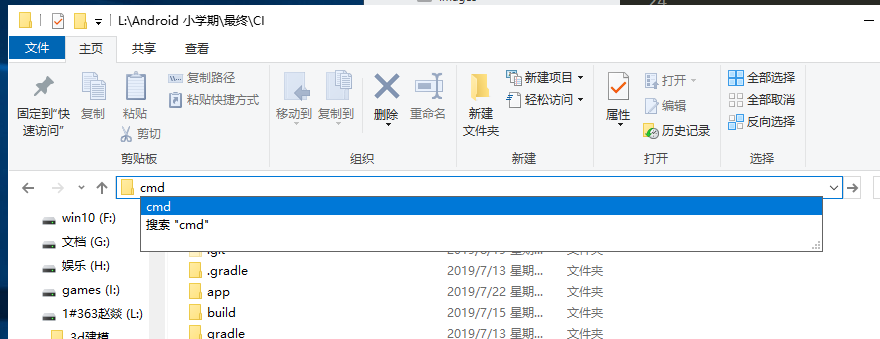 images
24
L:\Android 小学期\最终\CI
文件 主页 共享 查看
固定到"快速访问"
复制
粘贴
复制路径
粘贴快捷方式
剪切
剪贴板
移动到 复制到 删除 重命名
组织
新建文件夹
新建项目
轻松访问
新建
属性
打开
编辑
历史记录
打开
全部选择
全部取消
反向选择
选择
cmd
cmd
搜索 "cmd"
win10 (F:)
文档 (G:)
娱乐 (H:)
games (I:)
1#363赵燚 (L:)
3d建模
.git 2019/8/19 星期... 文件夹
.gradle 2019/7/13 星期... 文件夹
app 2019/7/22 星期... 文件夹
build 2019/7/15 星期... 文件夹
gradle 2019/7/13 星期... 文件夹